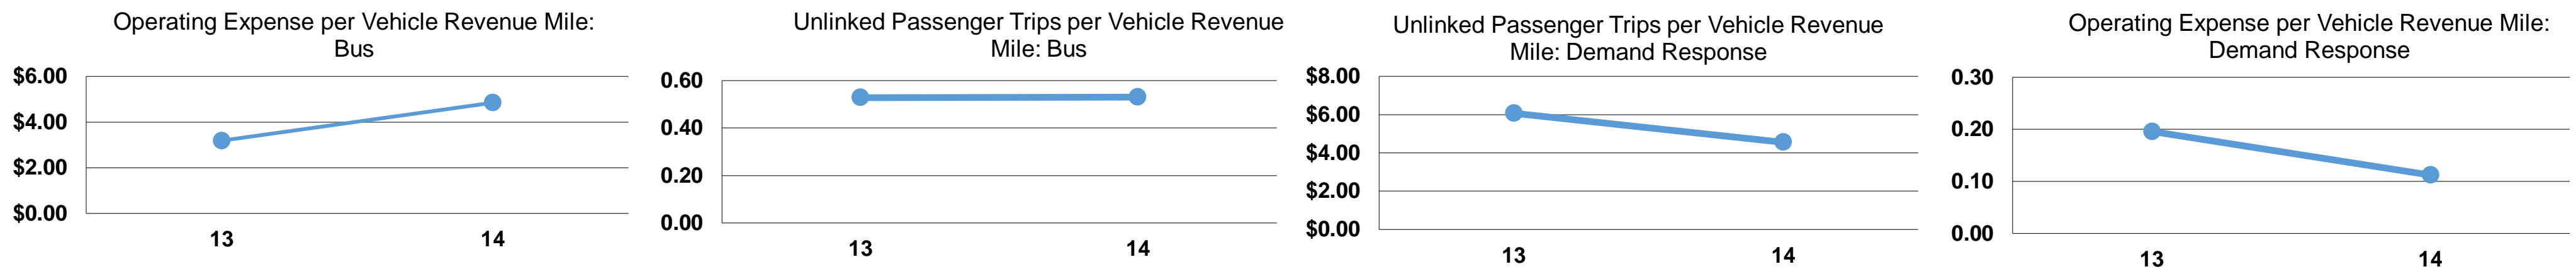 Operating Expense per Vehicle Revenue Mile:
Bus
$6.00
$4.00
$2.00
$0.00
13 14
Unlinked Passenger Trips per Vehicle Revenue
Mile: Bus
0.60
0.40
0.20
0.00
13 14
Unlinked Passenger Trips per Vehicle Revenue
Mile: Demand Response
$8.00
$6.00
$4.00
$2.00
$0.00
13 14
Operating Expense per Vehicle Revenue Mile:
Demand Response
0.30
0.20
0.10
0.00
13 14